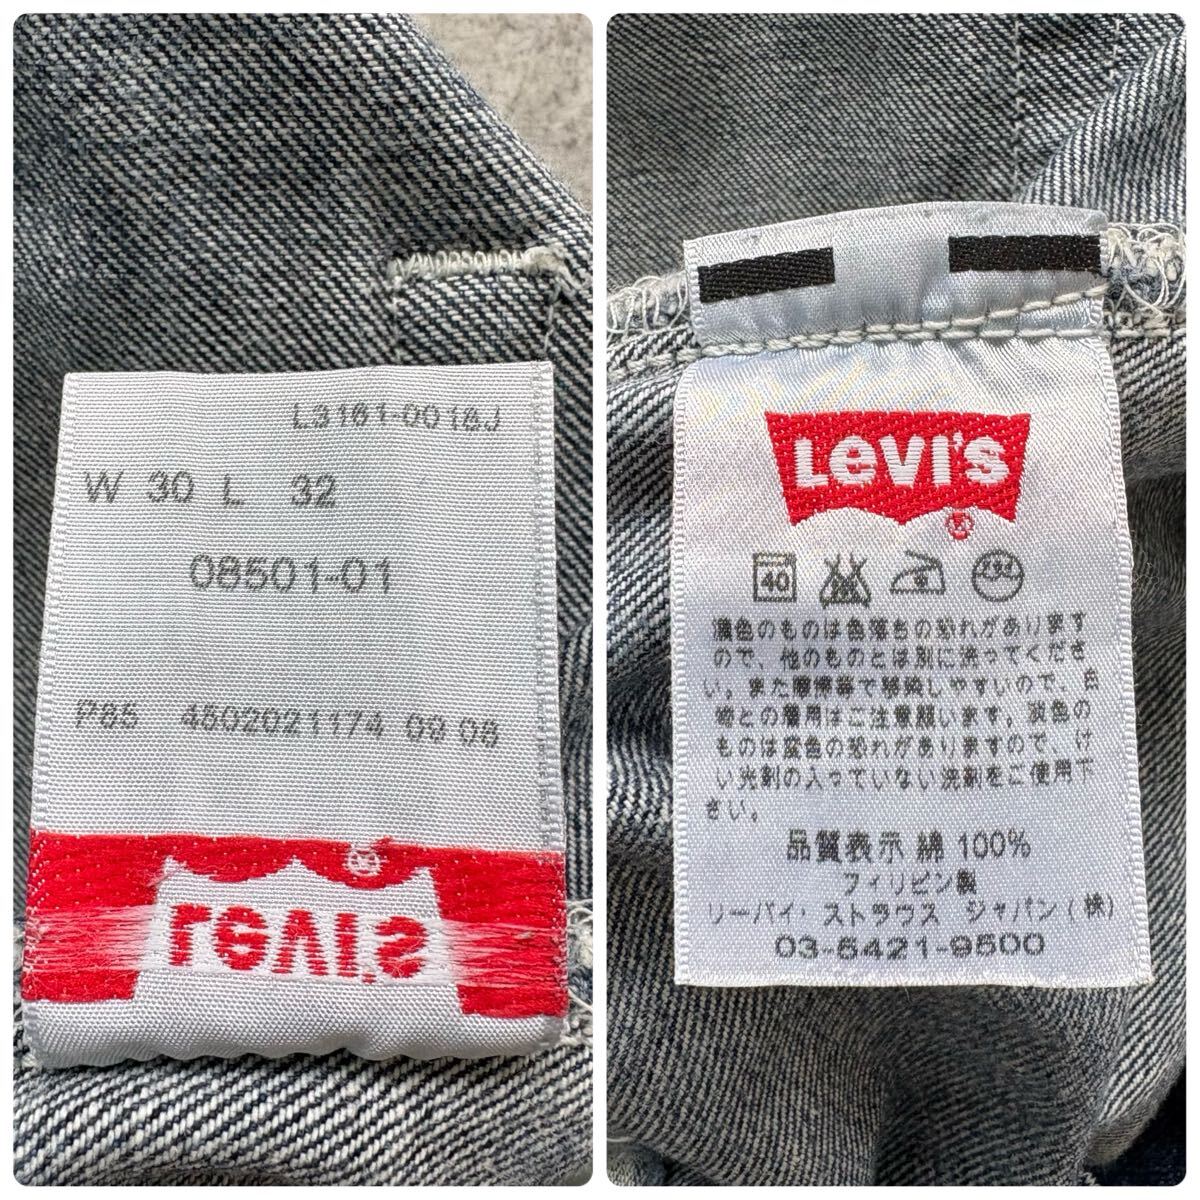 L3161-0018J
W 30 L 32
08501-01
P85 4502021174 09 08
Levi's
®
Levi's
®
40
濃色のものは色落ちの恐れがあります
ので、他のものとは別に洗ってくださ
い。また摩擦等で移染しやすいので、白
物との着用はご注意願います。淡色の
ものは変色の恐れがありますので、け
い光剤の入っていない洗剤をご使用下
さい。
品質表示 綿 100%
フィリピン製
リーバイ・ストラウス ジャパン(株)
03-5421-9500